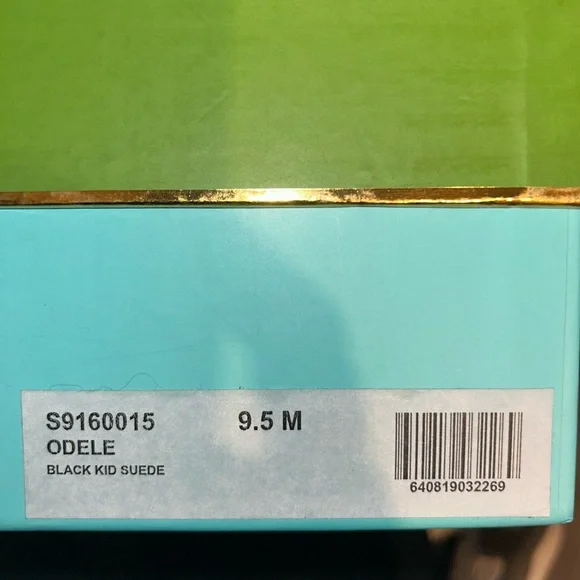 S9160015 9.5 M
ODELE
BLACK KID SUEDE
640819032269